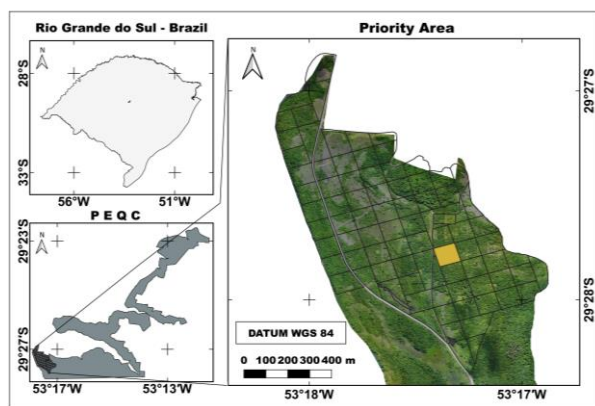 Rio Grande do Sul - Brazil
N
28°S
33°S
56°W 51°W
P E Q C
N
29°23'S
29°27'S
53°17'W 53°13'W
Priority Area
N
29°27'S
29°28'S
DATUM WGS 84
0 100 200 300 400 m
53°18'W 53°17'W